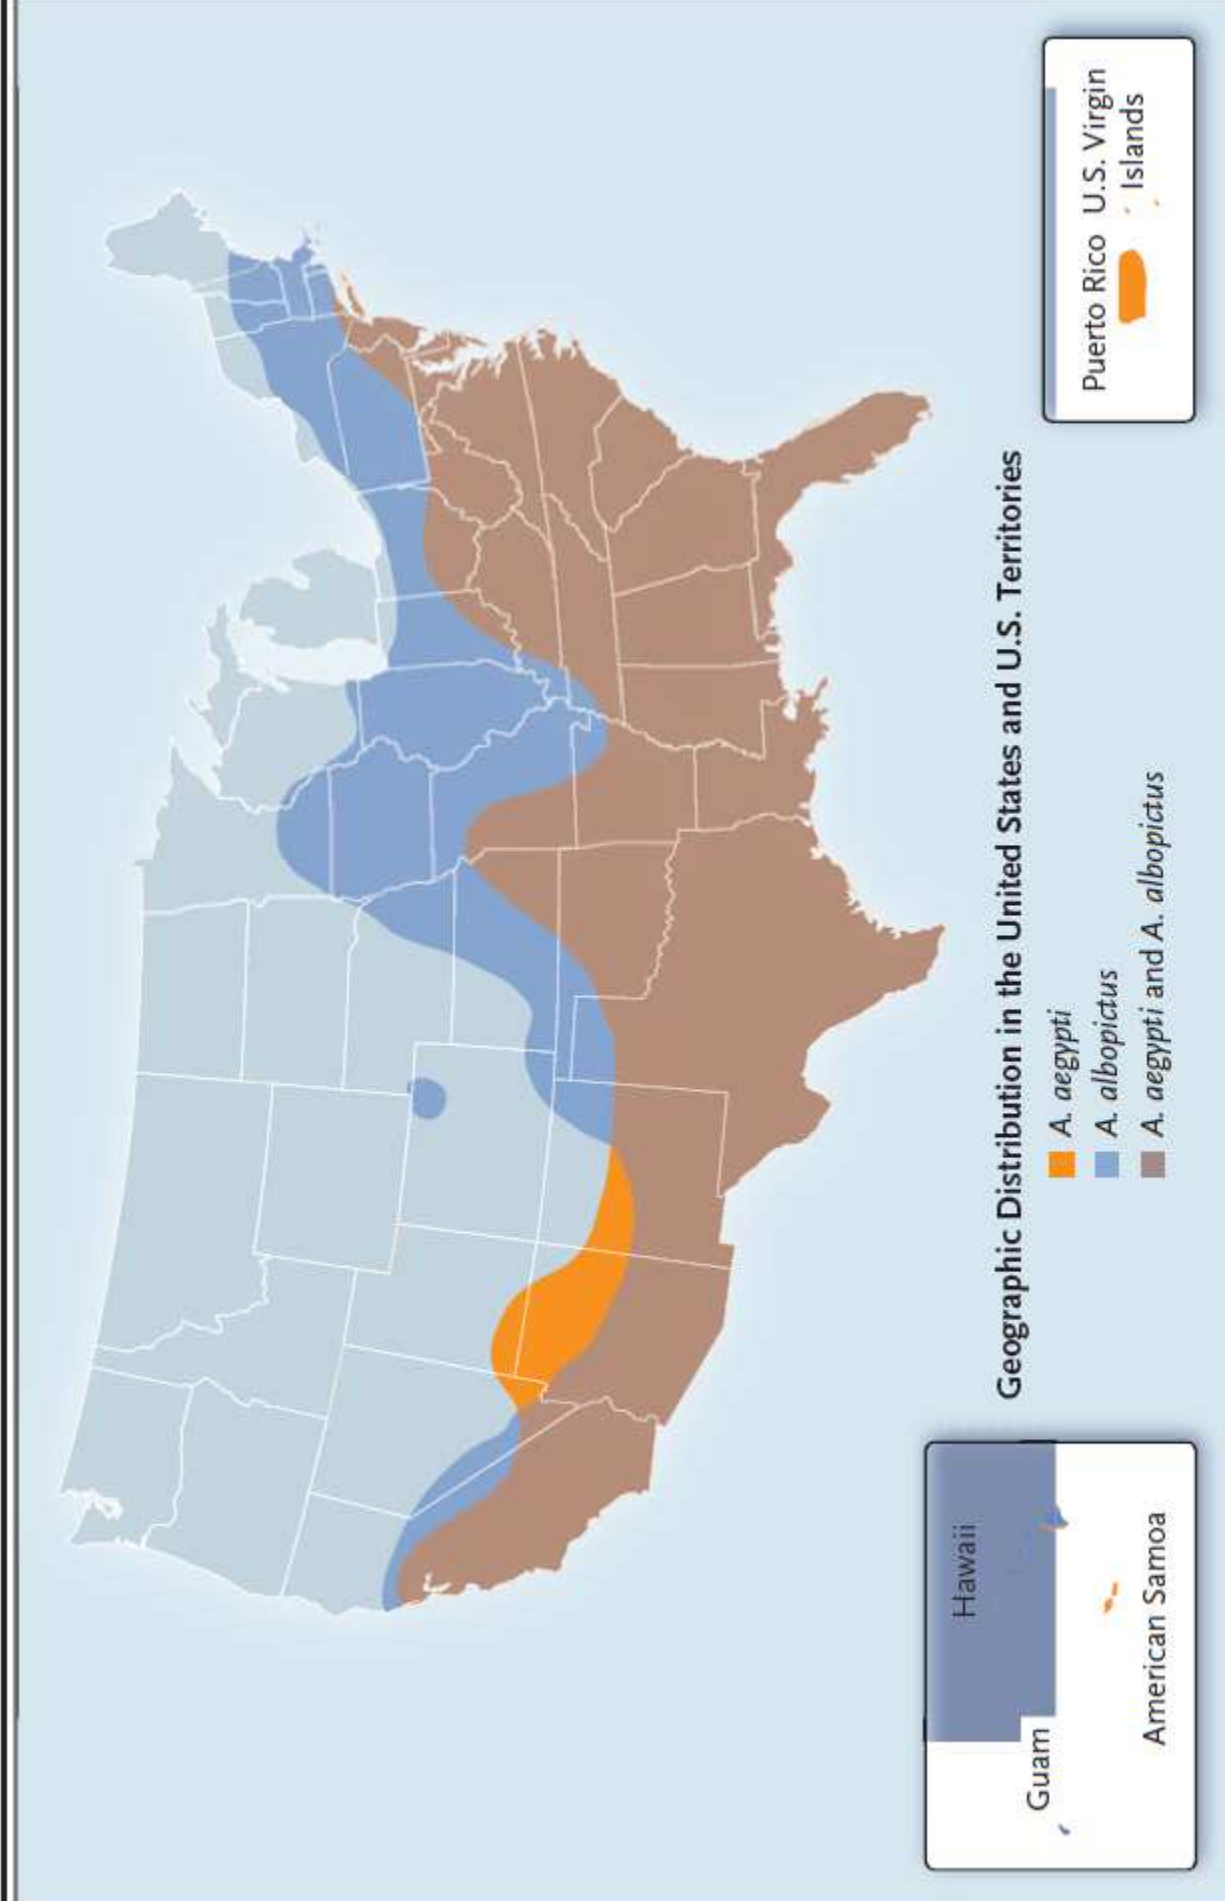 Geographic Distribution in the United States and U.S. Territories
A. aegypti
A. albopictus
A. aegypti and A. albopictus
Hawaii
Guam
American Samoa
Puerto Rico
U.S. Virgin
Islands